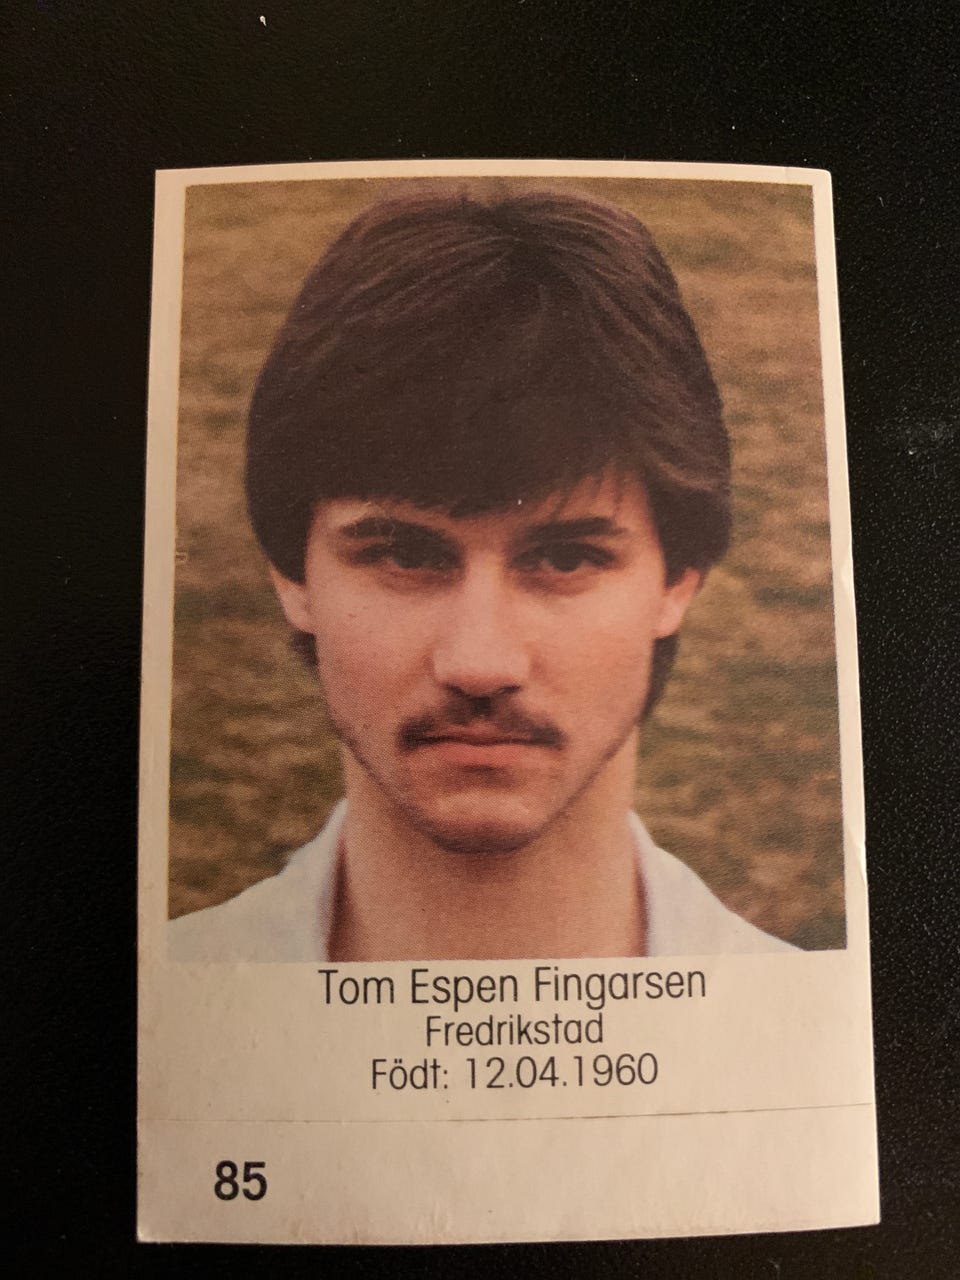 Tom Espen Fingarsen
Fredrikstad
Födt: 12.04.1960
85